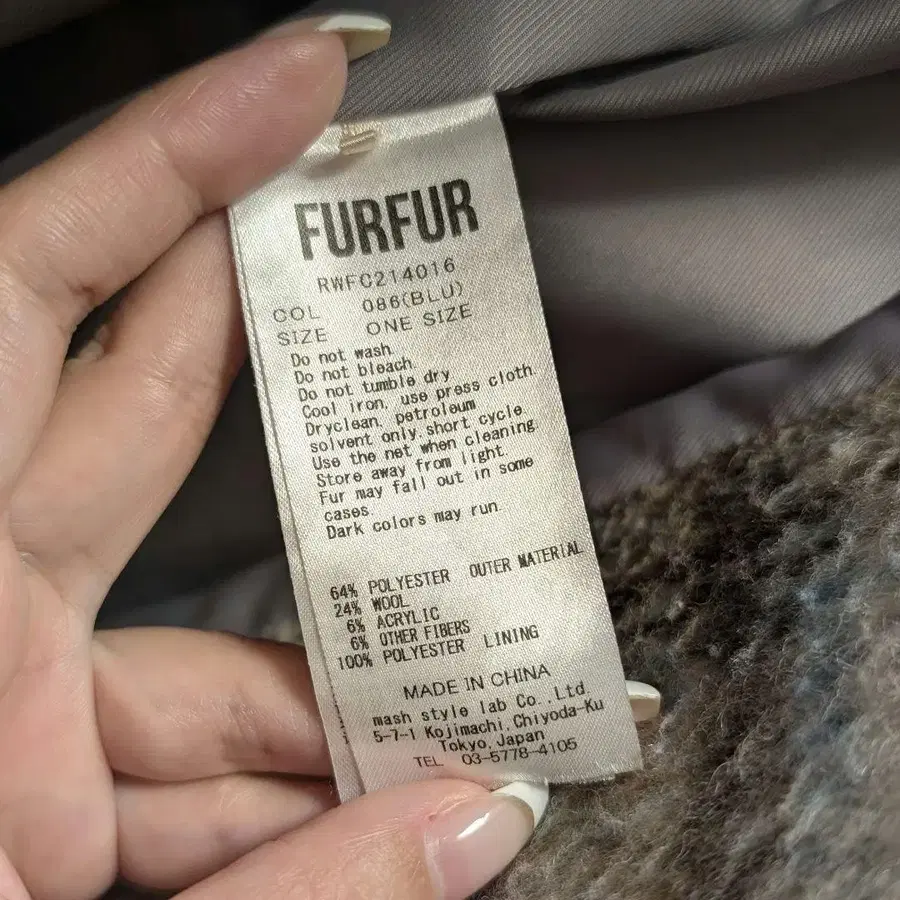 FURFUR
RWFC214016
COL 086(BLU)
SIZE ONE SIZE
Do not wash.
Do not bleach.
Do not tumble dry
Cool iron, use press cloth.
Dryclean, petroleum
solvent only,short cycle.
Use the net when cleaning.
Store away from light.
Fur may fall out in some
cases.
Dark colors may run.
64% POLYESTER OUTER MATERIAL
24% WOOL
6% ACRYLIC
6% OTHER FIBERS
100% POLYESTER LINING
MADE IN CHINA
mash style lab Co.,Ltd.
5-7-1 Kojimachi,Chiyoda-Ku
Tokyo,Japan
TEL 03-5778-4105